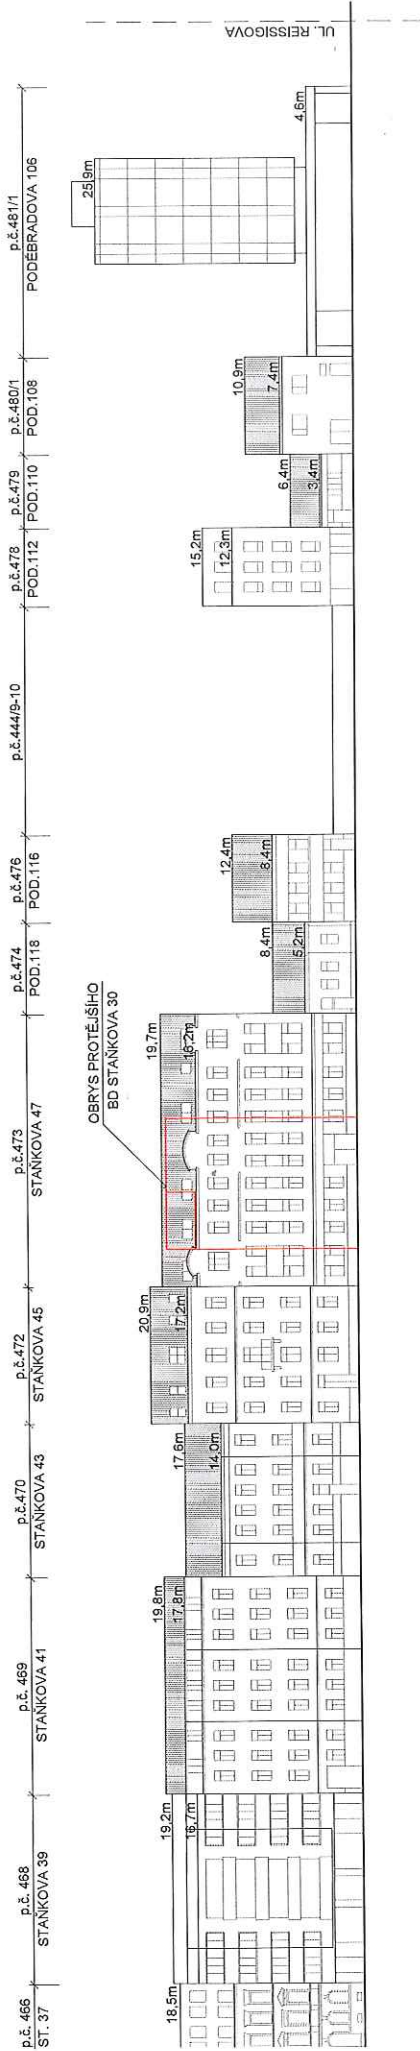 p.č. 466
ST. 37
18,5m
p.č. 468
STAŇKOVA 39
19,2m
16,7m
p.č. 469
STAŇKOVA 41
19,8m
17,8m
p.č.470
STAŇKOVA 43
17,6m
14,0m
p.č.472
STAŇKOVA 45
20,9m
17,2m
p.č.473
STAŇKOVA 47
19,7m
16,2m
OBRYS PROTĚJŠÍHO
BD STAŇKOVA 30
p.č.474
POD.118
8,4m
5,2m
p.č.476
POD.116
12,4m
8,4m
p.č.444/9-10
p.č.478
POD.112
15,2m
12,3m
p.č.479
POD.110
6,4m
3,4m
p.č.480/1
POD.108
10,9m
7,4m
p.č.481/1
PODĚBRADOVA 106
25,9m
4,6m
UL. REISSIGOVA